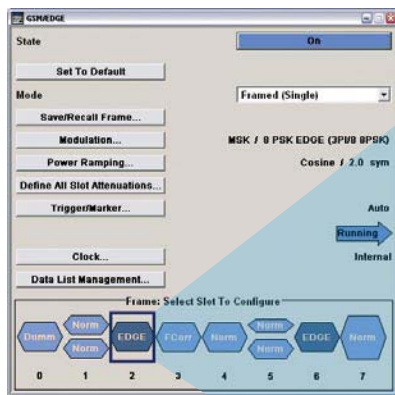 GSM/EDGE
State On
Set To Default
Mode Framed (Single)
Save/Recall Frame...
Modulation... MSK / 8 PSK EDGE (3PI/8 8PSK)
Power Ramping... Cosine / 2.0 sym
Define All Slot Attenuations...
Trigger/Marker... Auto
Running
Clock... Internal
Data List Management...
Frame: Select Slot To Configure
Norm Norm
Dumm EDGE FCorr Norm EDGE Norm
Norm Norm
0 1 2 3 4 5 6 7